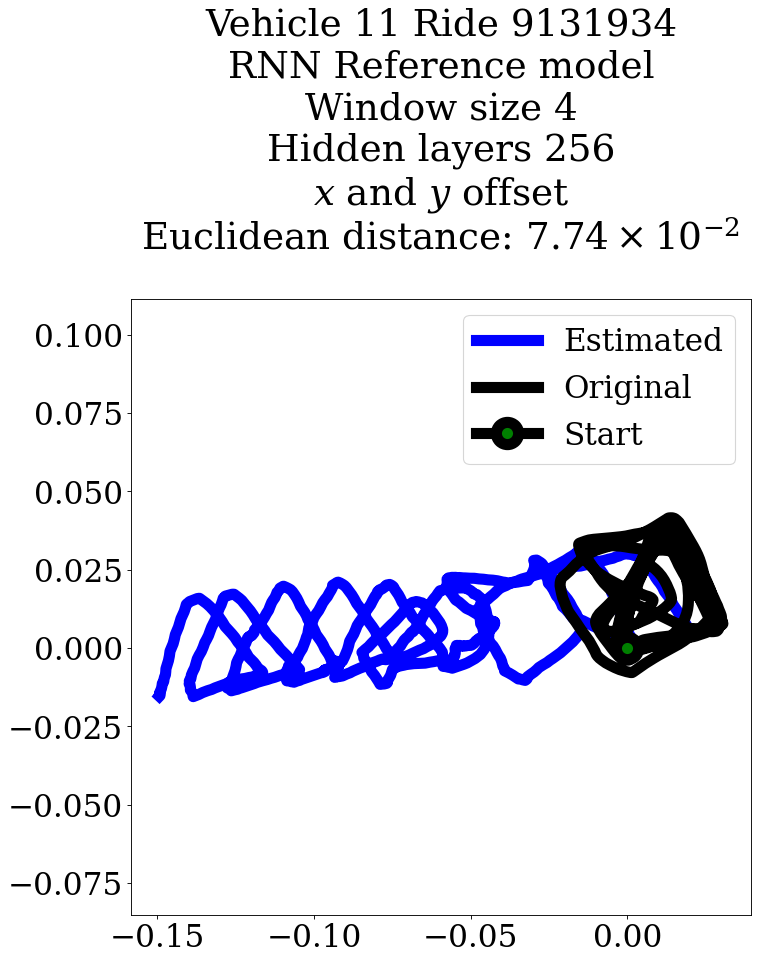 Vehicle 11 Ride 9131934
RNN Reference model
Window size 4
Hidden layers 256
x and y offset
Euclidean distance: 7.74 × 10⁻²
Estimated
Original
Start
0.100
0.075
0.050
0.025
0.000
−0.025
−0.050
−0.075
−0.15 −0.10 −0.05 0.00